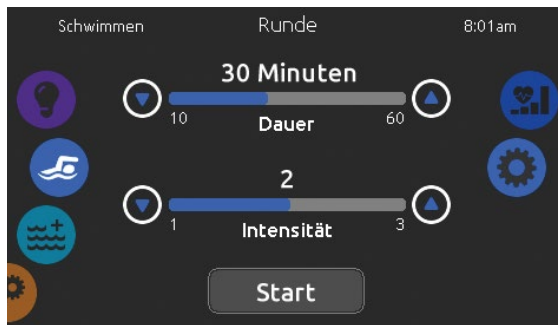 Schwimmen Runde 8:01am
30 Minuten
10 Dauer 60
2
1 Intensität 3
Start